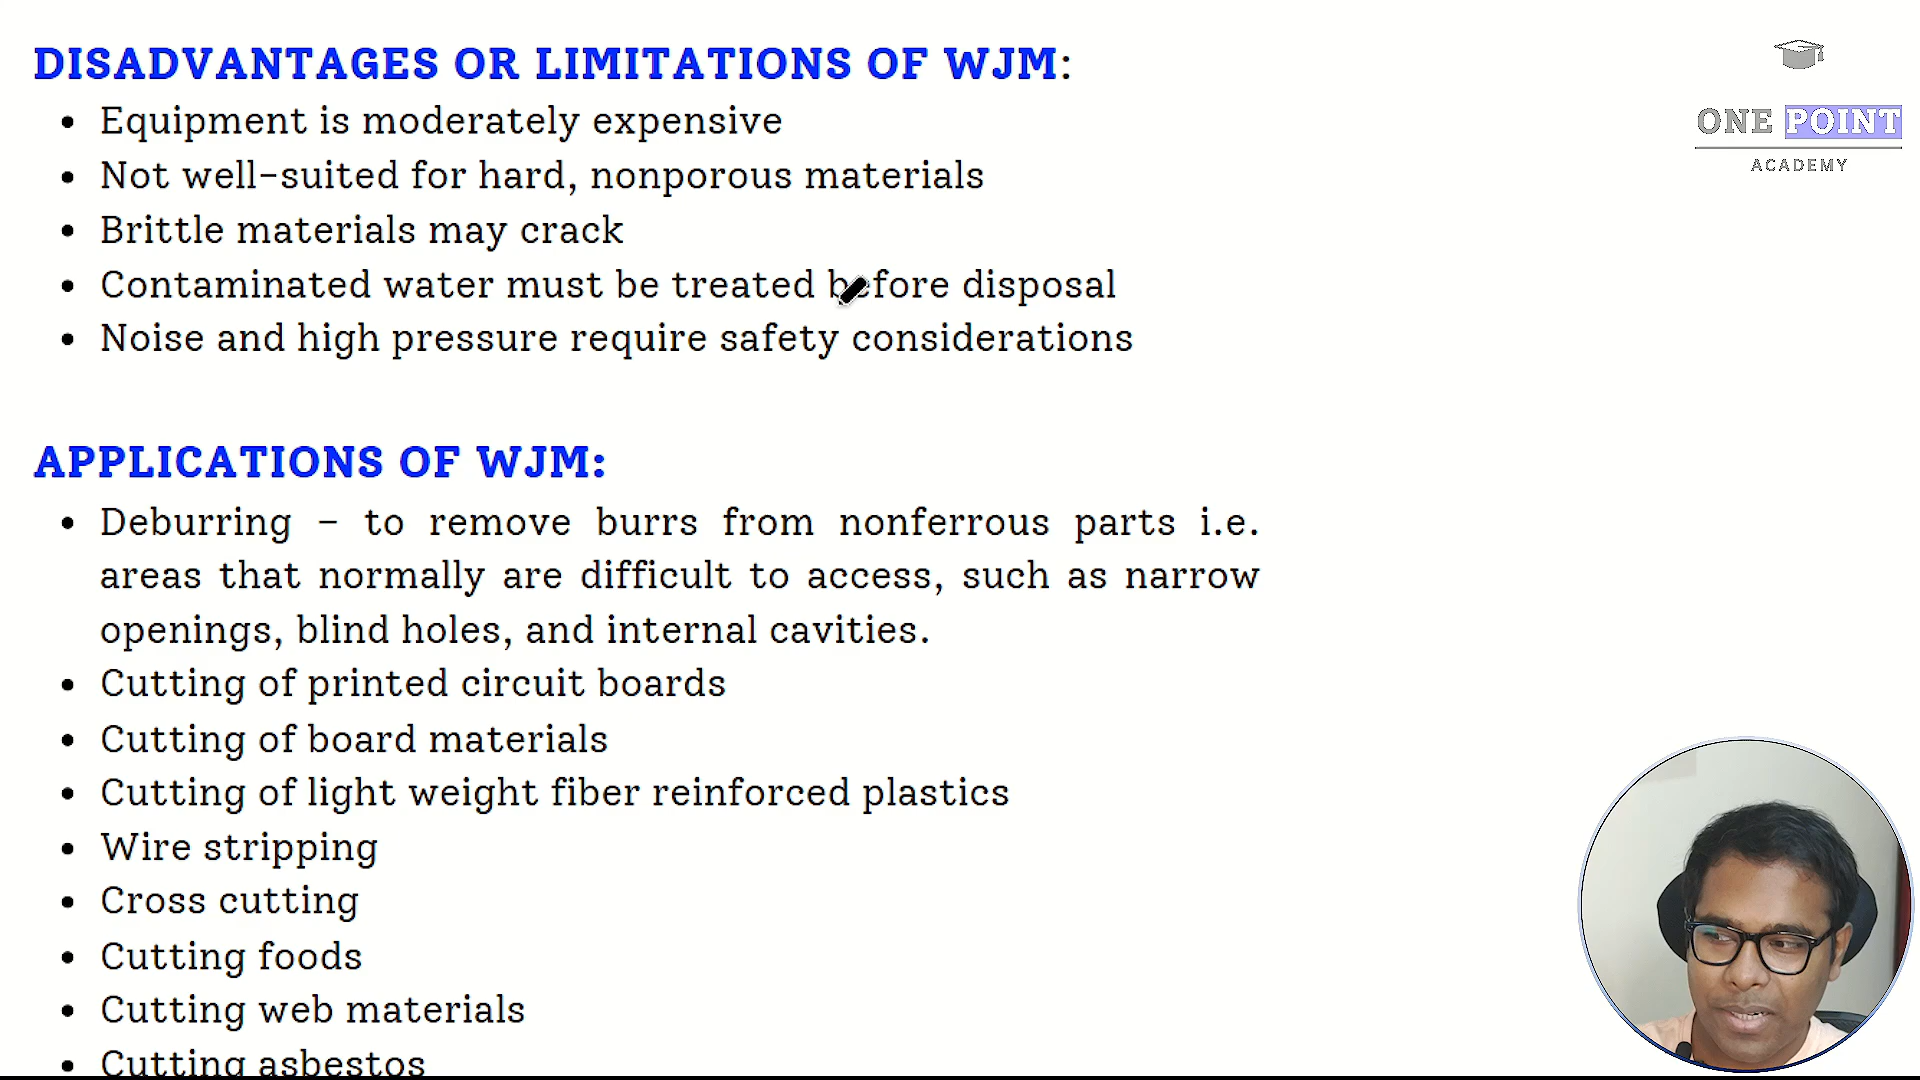 DISADVANTAGES OR LIMITATIONS OF WJM:
• Equipment is moderately expensive
• Not well-suited for hard, nonporous materials
• Brittle materials may crack
• Contaminated water must be treated before disposal
• Noise and high pressure require safety considerations
APPLICATIONS OF WJM:
• Deburring - to remove burrs from nonferrous parts i.e.
areas that normally are difficult to access, such as narrow
openings, blind holes, and internal cavities.
• Cutting of printed circuit boards
• Cutting of board materials
• Cutting of light weight fiber reinforced plastics
• Wire stripping
• Cross cutting
• Cutting foods
• Cutting web materials
• Cutting asbestos
ONE POINT
ACADEMY